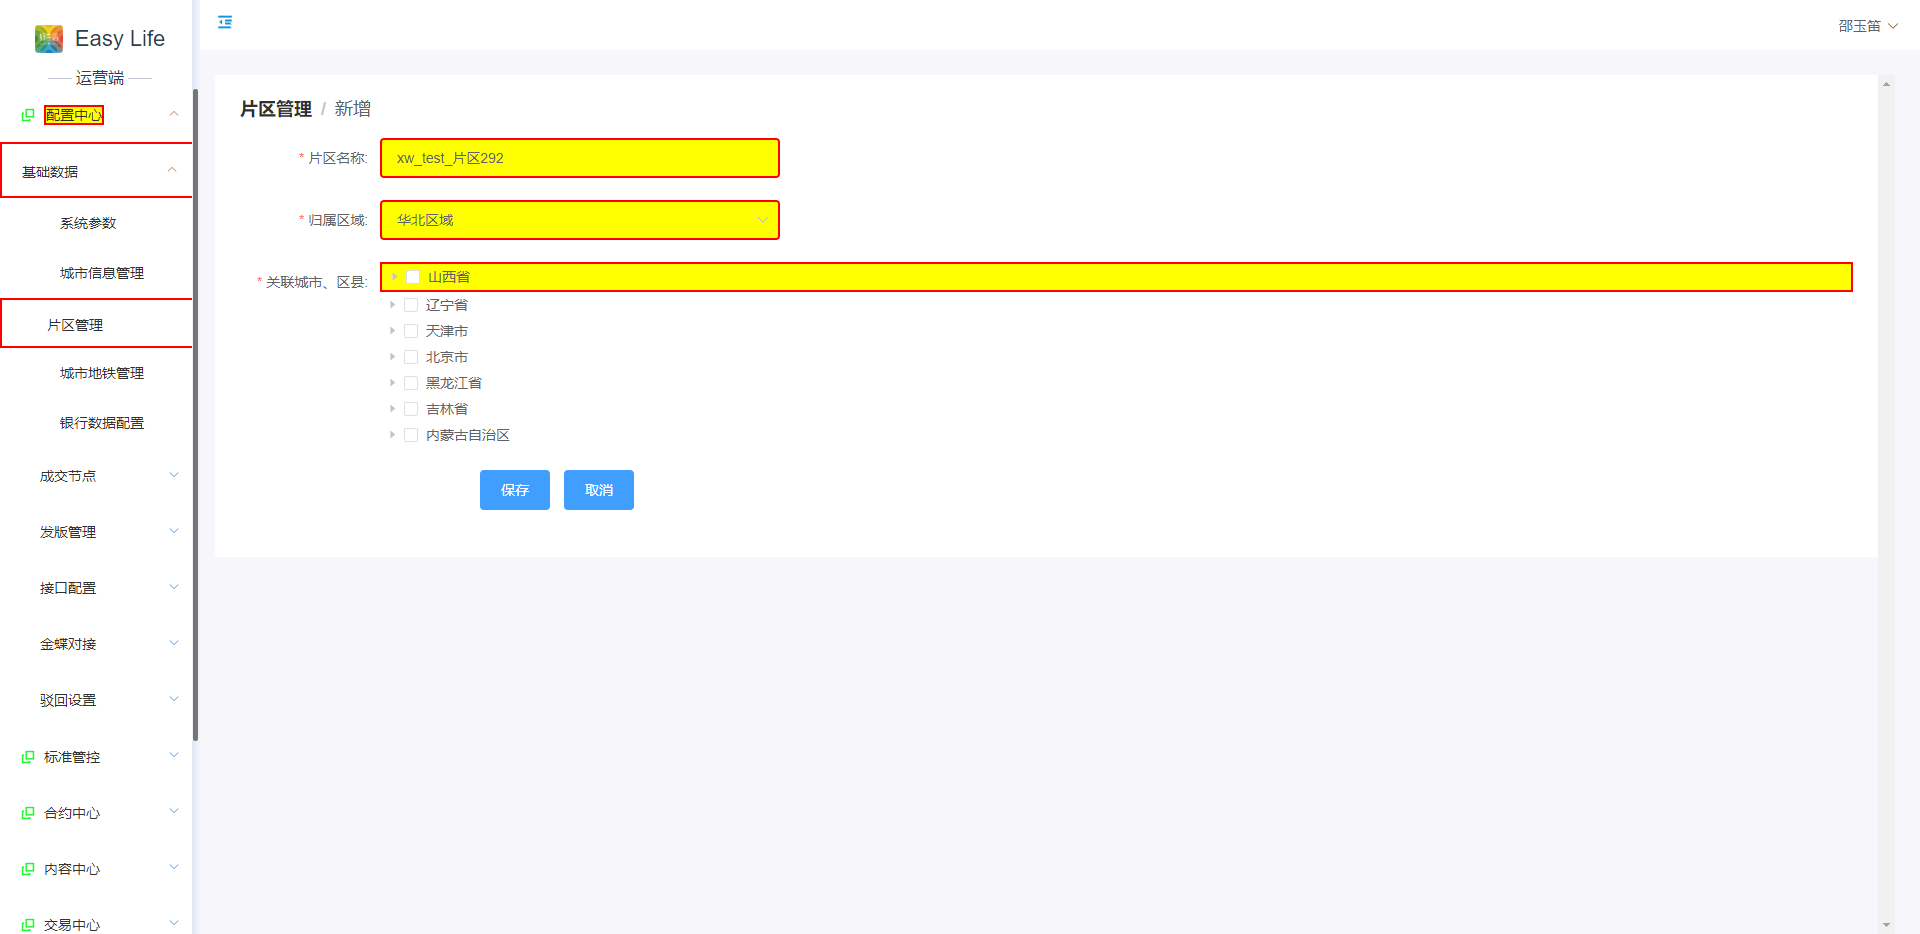 Easy Life
运营端
配置中心
基础数据
系统参数
城市信息管理
片区管理
城市地铁管理
银行数据配置
成交节点
发版管理
接口配置
金蝶对接
驳回设置
标准管控
合约中心
内容中心
交易中心
邵玉笛
片区管理 / 新增
* 片区名称: xw_test_片区292
* 归属区域: 华北区域
* 关联城市、区县: 山西省
辽宁省
天津市
北京市
黑龙江省
吉林省
内蒙古自治区
保存 取消